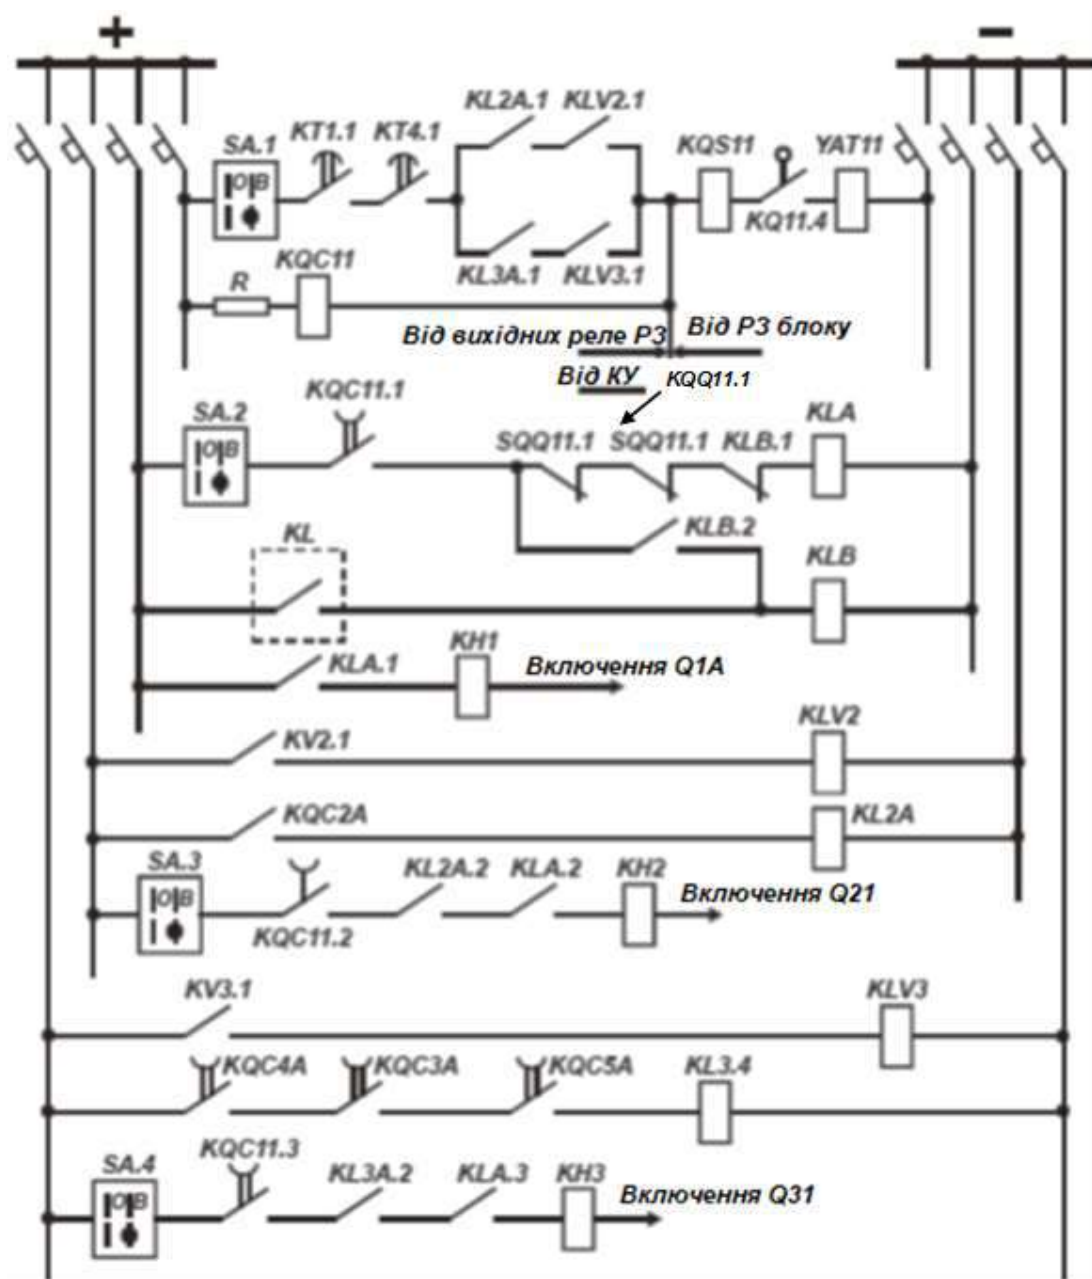 + −
KL2A.1 KLV2.1
SA.1 KT1.1 KT4.1 KQS11 YAT11
O B
KQ11.4
KL3A.1 KLV3.1
R KQC11
Від вихідних реле РЗ Від РЗ блоку
Від КУ KQQ11.1
KQC11.1
SA.2 SQQ11.1 SQQ11.1 KLB.1 KLA
O B
KLB.2
KL KLB
KLA.1 KH1 Включення Q1A
KV2.1 KLV2
KQC2A KL2A
SA.3 KL2A.2 KLA.2 KH2 Включення Q21
O B
KQC11.2
KV3.1 KLV3
KQC4A KQC3A KQC5A KL3.4
KQC11.3
SA.4 KL3A.2 KLA.3 KH3 Включення Q31
O B